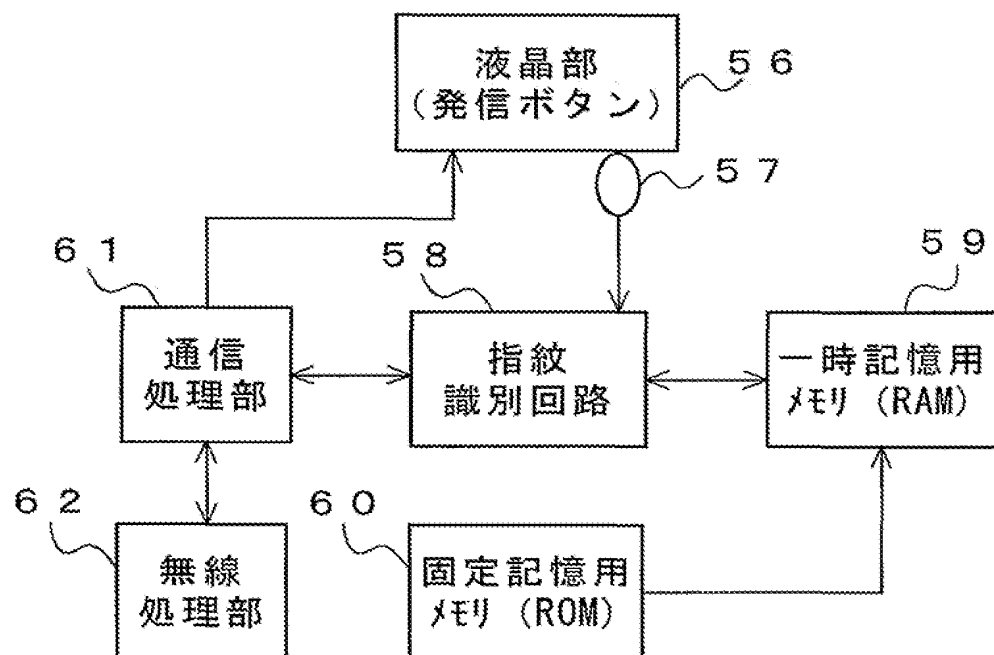 液晶部
（発信ボタン）
５６
５７
６１
５８
５９
通信
処理部
指紋
識別回路
一時記憶用
ﾒﾓﾘ（RAM）
６２
６０
無線
処理部
固定記憶用
ﾒﾓﾘ（ROM）